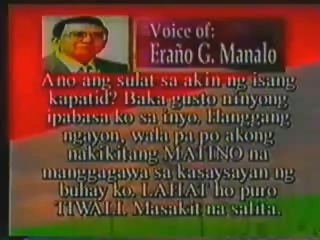 Voice of:
Eraño G. Manalo
Ano ang sulat sa akin ng isang
kapatid? Baka gusto ninyong
ipabasa ko sa inyo. Hanggang
ngayon, wala pa po akong
nakikitang MATINO na
manggagawa sa kasaysayan ng
buhay ko. LAHAT ho puro
TIWALI. Masakit na salita.